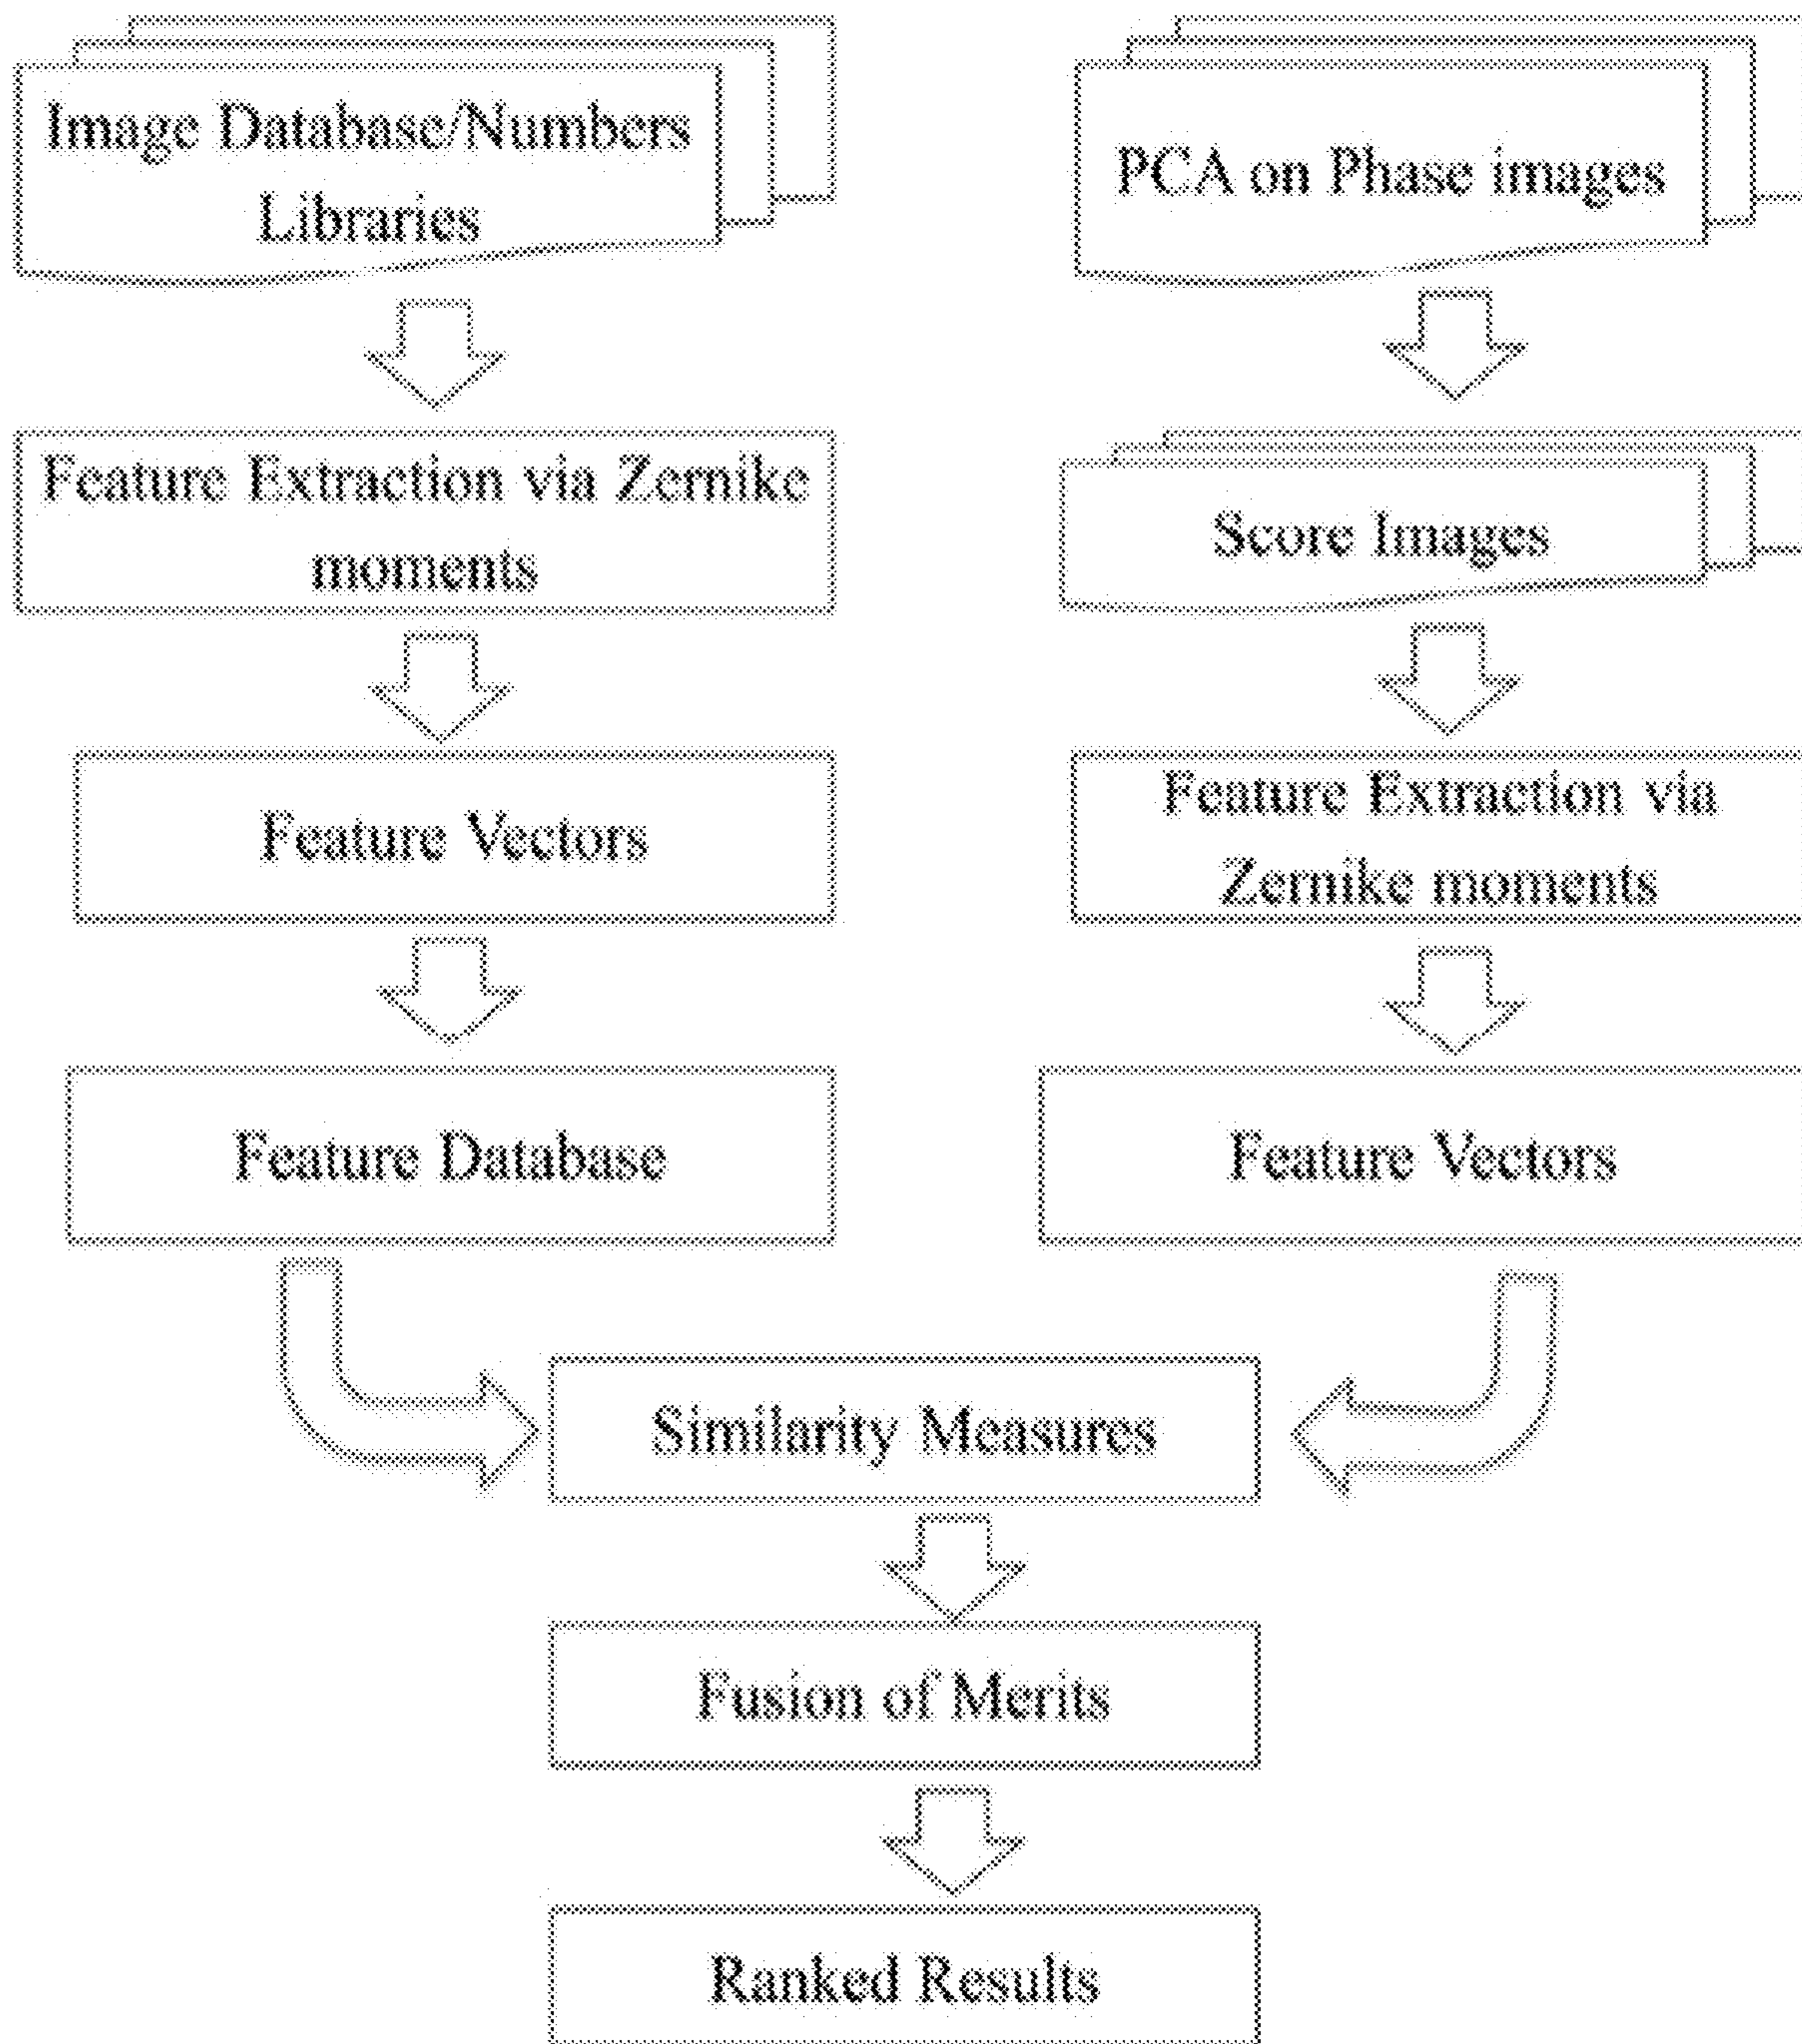 Image Database/Numbers
Libraries
Feature Extraction via Zernike
moments
Feature Vectors
Feature Database
PCA on Phase images
Score Images
Feature Extraction via
Zernike moments
Feature Vectors
Similarity Measures
Fusion of Merits
Ranked Results